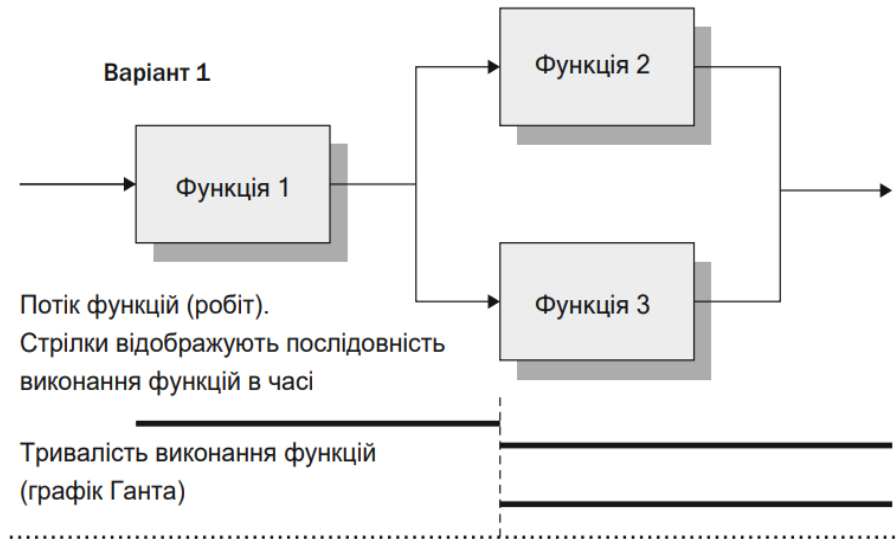 Варіант 1
Функція 2
Функція 1
Функція 3
Потік функцій (робіт).
Стрілки відображують послідовність
виконання функцій в часі
Тривалість виконання функцій
(графік Ганта)